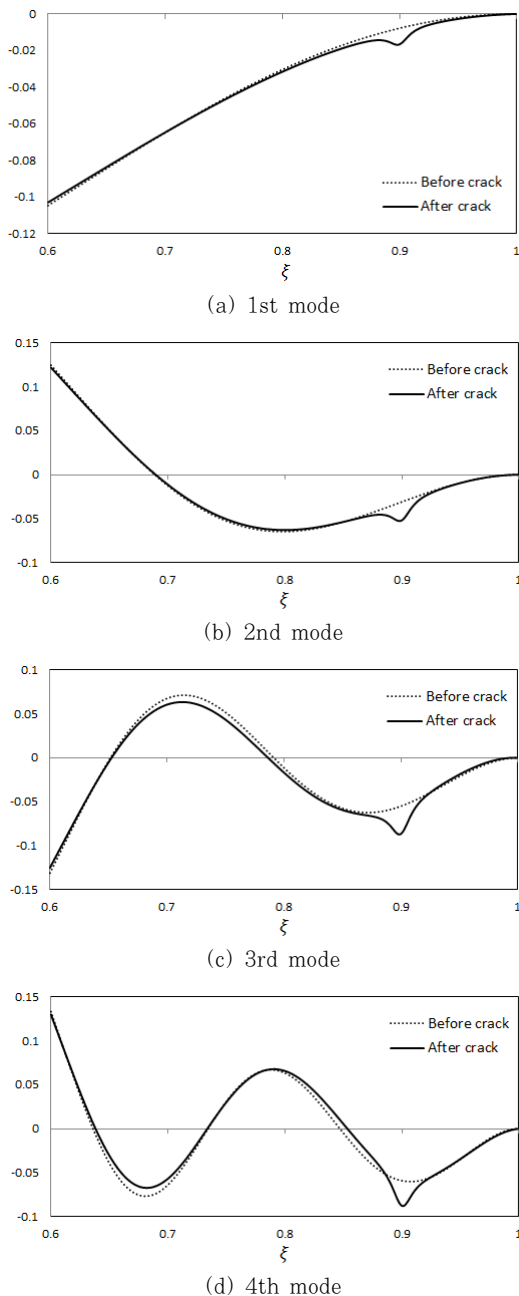 0
-0.02
-0.04
-0.06
-0.08
-0.1
-0.12
Before crack
After crack
0.6 0.7 0.8 0.9 1
ξ
(a) 1st mode
0.15
0.1
0.05
0
-0.05
-0.1
Before crack
After crack
0.6 0.7 0.8 0.9 1
ξ
(b) 2nd mode
0.1
0.05
0
-0.05
-0.1
-0.15
Before crack
After crack
0.6 0.7 0.8 0.9 1
ξ
(c) 3rd mode
0.15
0.1
0.05
0
-0.05
-0.1
Before crack
After crack
0.6 0.7 0.8 0.9 1
ξ
(d) 4th mode